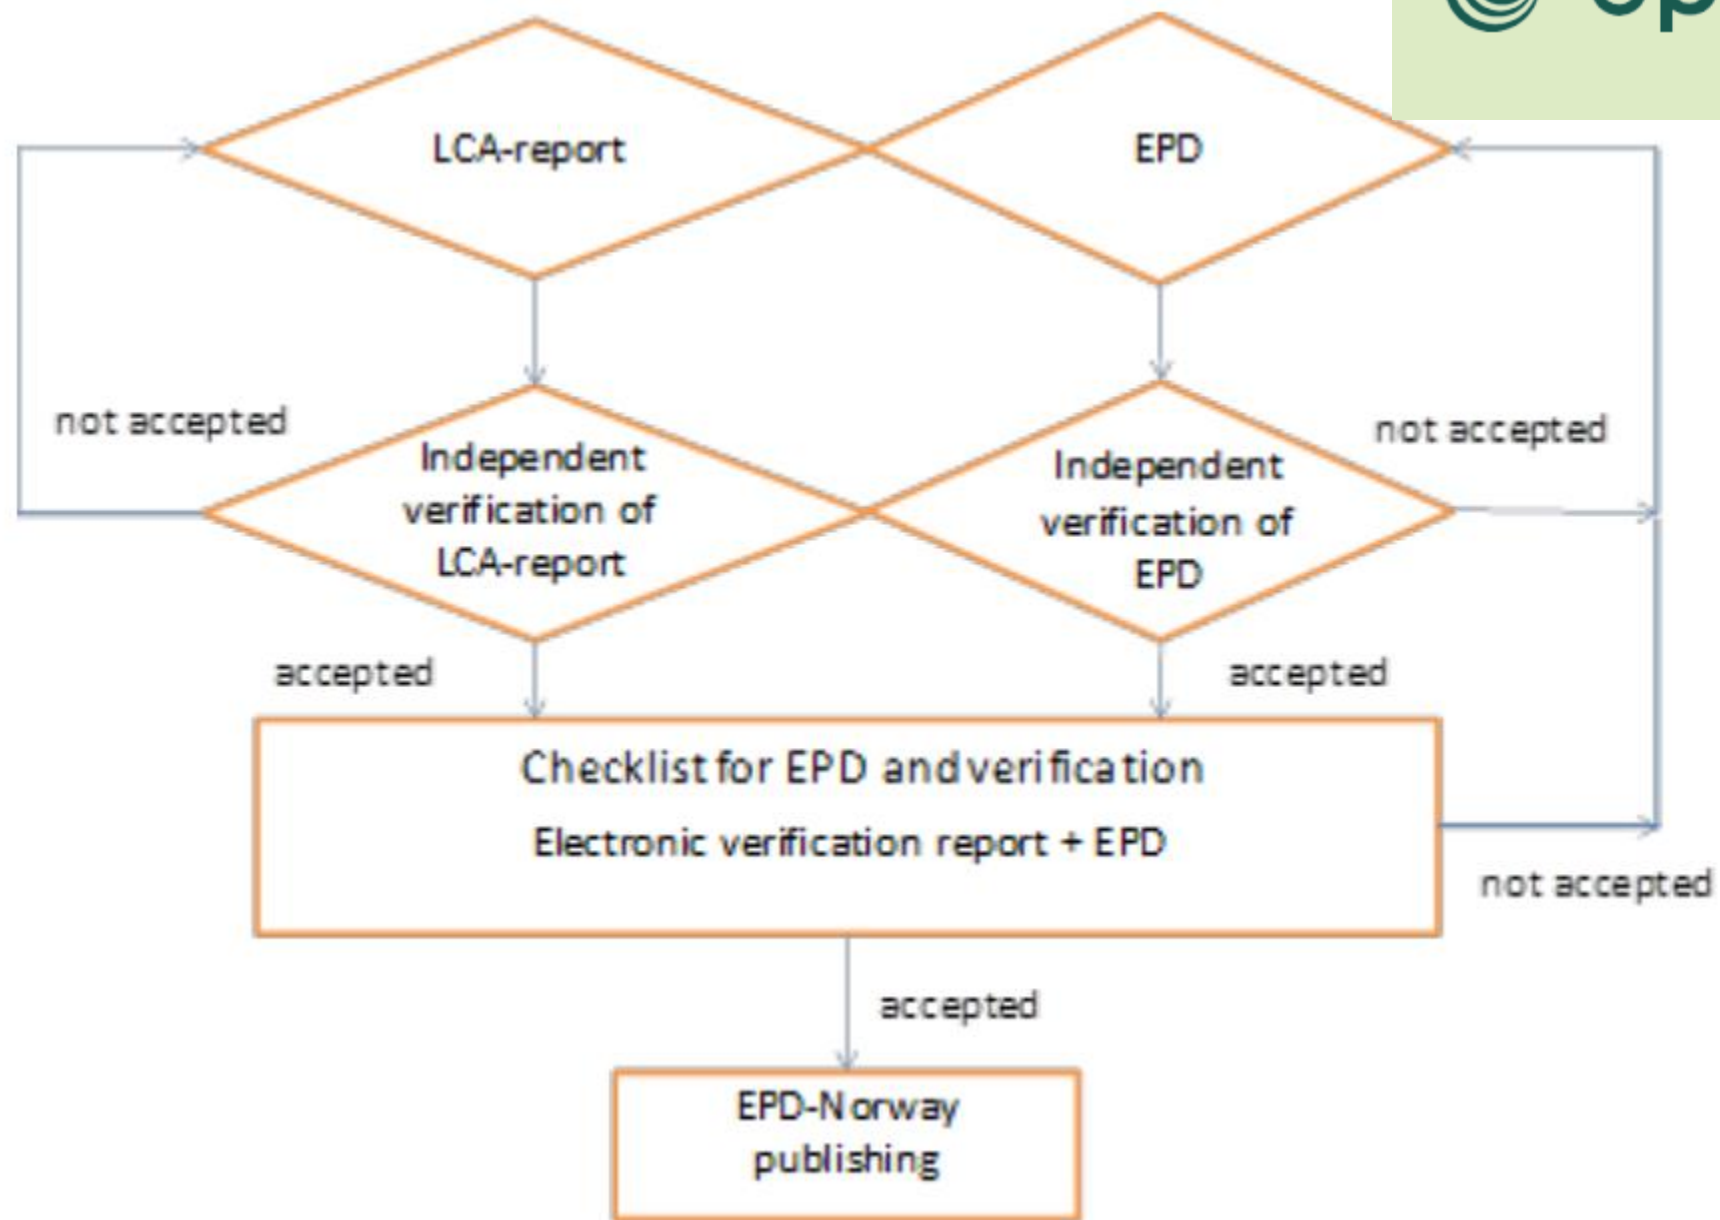 LCA-report
EPD
not accepted
Independent
verification of
LCA-report
Independent
verification of
EPD
not accepted
accepted
accepted
Checklist for EPD and verification
Electronic verification report + EPD
not accepted
accepted
EPD-Norway
publishing